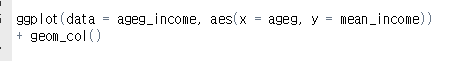 ggplot(data = ageg_income, aes(x = ageg, y = mean_income))
+ geom_col()